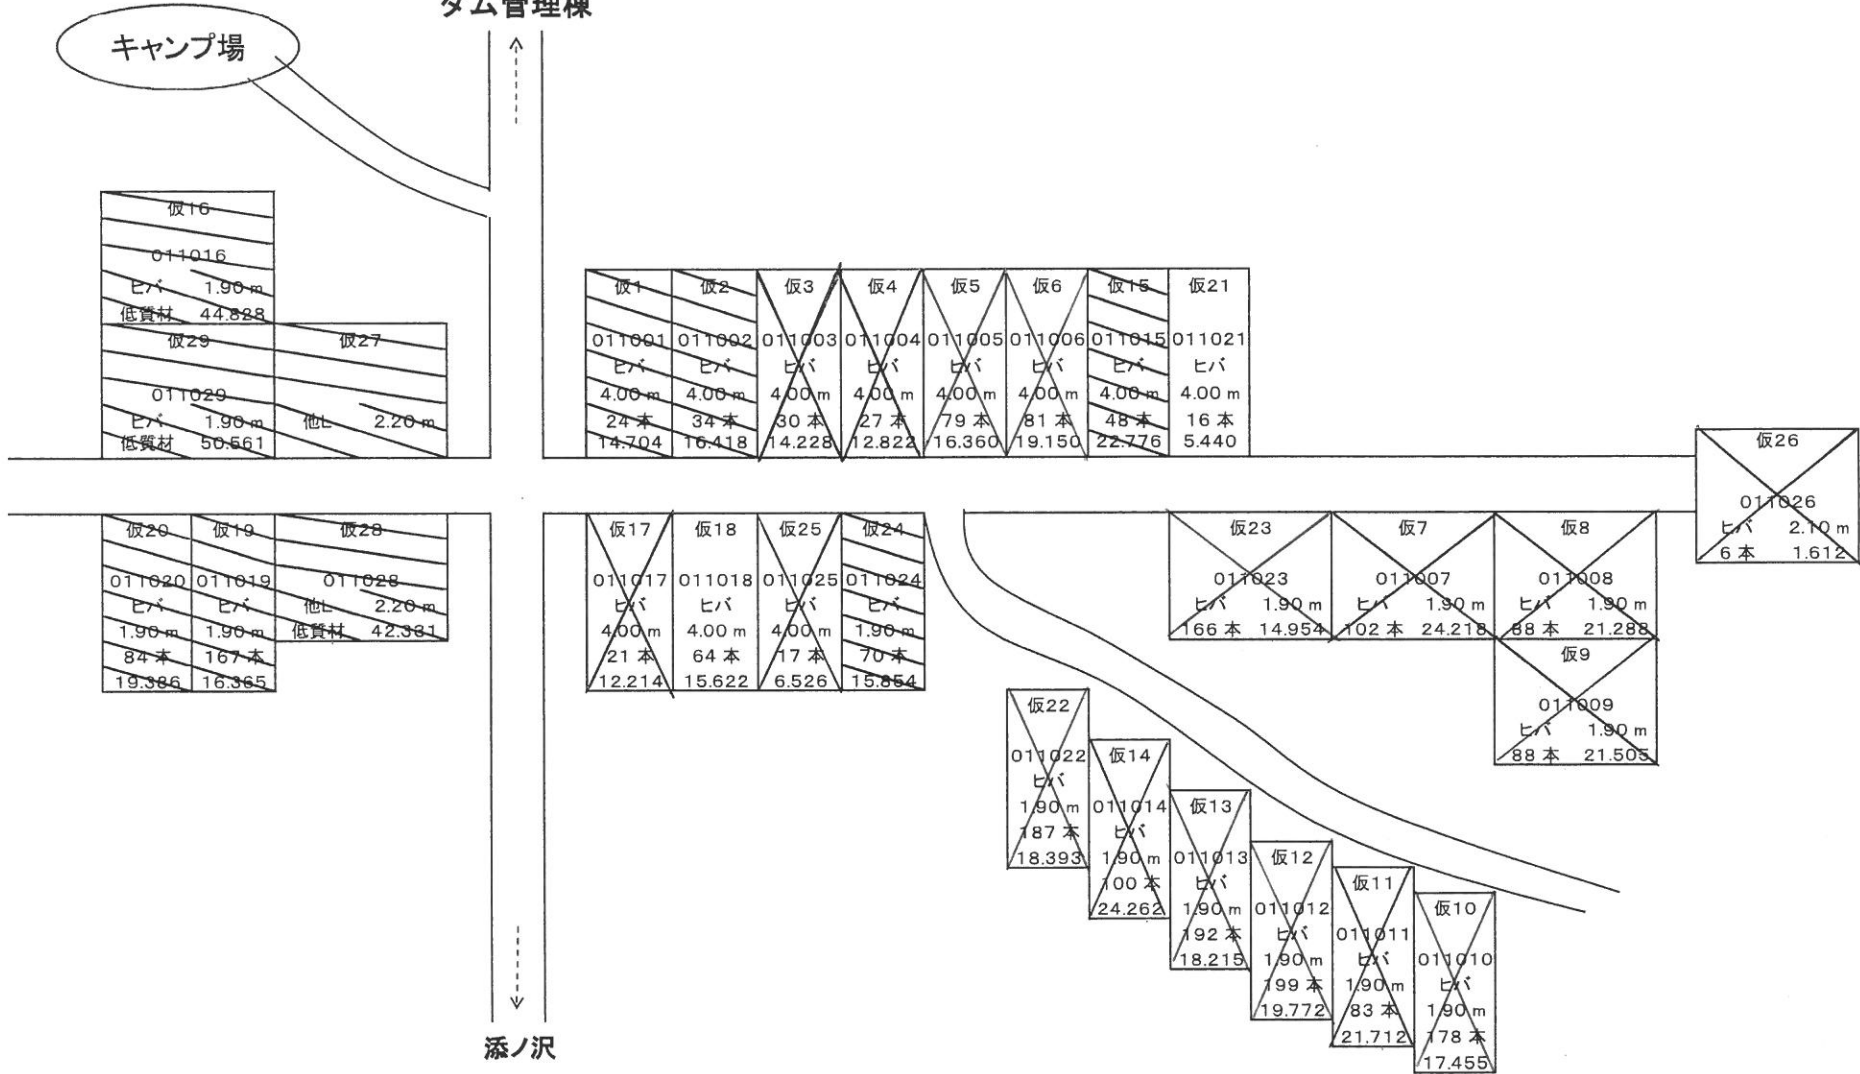 ダム管理棟
キャンプ場
仮16
011016
ヒバ 1.90 m
低質材 44.828
仮29
011029
ヒバ 1.90 m
低質材 50.561
仮27
他L 2.20 m
仮1
011001
ヒバ
4.00 m
24 本
14.704
仮2
011002
ヒバ
4.00 m
34 本
16.418
仮3
011003
ヒバ
4.00 m
30 本
14.228
仮4
011004
ヒバ
4.00 m
27 本
12.822
仮5
011005
ヒバ
4.00 m
79 本
16.360
仮6
011006
ヒバ
4.00 m
81 本
19.150
仮15
011015
ヒバ
4.00 m
48 本
22.776
仮21
011021
ヒバ
4.00 m
16 本
5.440
仮26
011026
ヒバ 2.10 m
6 本 1.612
仮20
011020
ヒバ
1.90 m
84 本
19.386
仮19
011019
ヒバ
1.90 m
167 本
16.365
仮28
011028
他L 2.20 m
低質材 42.331
仮17
011017
ヒバ
4.00 m
21 本
12.214
仮18
011018
ヒバ
4.00 m
64 本
15.622
仮25
011025
ヒバ
4.00 m
17 本
6.526
仮24
011024
ヒバ
1.90 m
70 本
15.854
仮23
011023
ヒバ 1.90 m
166 本 14.954
仮7
011007
ヒバ 1.90 m
102 本 24.218
仮8
011008
ヒバ 1.90 m
88 本 21.288
仮9
011009
ヒバ 1.90 m
88 本 21.505
仮22
011022
ヒバ
1.90 m
187 本
18.393
仮14
011014
ヒバ
1.90 m
100 本
24.262
仮13
011013
ヒバ
1.90 m
192 本
18.215
仮12
011012
ヒバ
1.90 m
199 本
19.772
仮11
011011
ヒバ
1.90 m
83 本
21.712
仮10
011010
ヒバ
1.90 m
178 本
17.455
添ノ沢